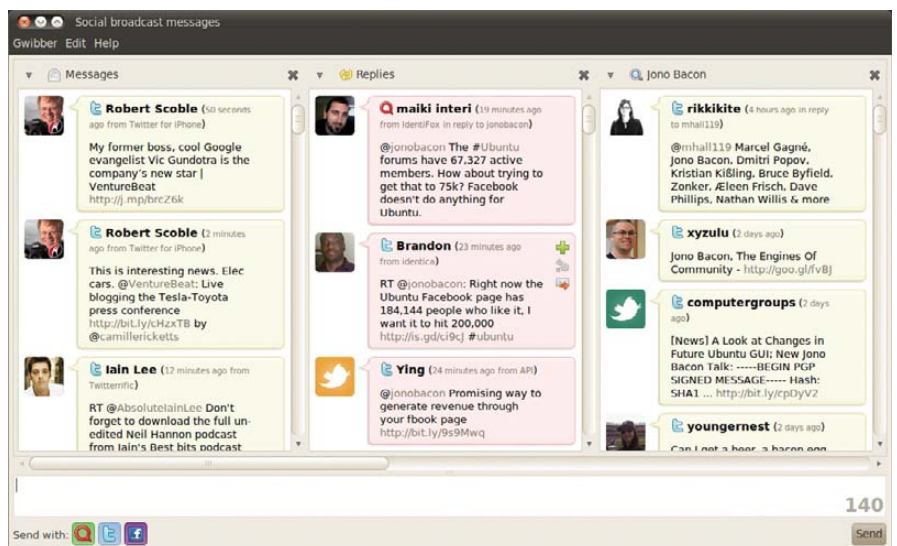 Social broadcast messages
Gwibber Edit Help
Messages
Robert Scoble (50 seconds
ago from Twitter for iPhone)
My former boss, cool Google
evangelist Vic Gundotra is the
company's new star |
VentureBeat
http://j.mp/brcZ6k
Robert Scoble (2 minutes
ago from Twitter for iPhone)
This is interesting news. Elec
cars. @VentureBeat: Live
blogging the Tesla-Toyota
press conference
http://bit.ly/cHzxTB by
@camillericketts
Iain Lee (12 minutes ago from
Twitterrific)
RT @AbsoluteIainLee Don't
forget to download the full un-
edited Neil Hannon podcast
from Iain's Best bits podcast
Replies
maiki interi (19 minutes ago
from IdentiFox in reply to jonobacon)
@jonobacon The #Ubuntu
forums have 67,327 active
members. How about trying to
get that to 75k? Facebook
doesn't do anything for
Ubuntu.
Brandon (23 minutes ago
from identica)
RT @jonobacon: Right now the
Ubuntu Facebook page has
184,144 people who like it, I
want it to hit 200,000
http://is.gd/ci9cJ #ubuntu
Ying (24 minutes ago from API)
@jonobacon Promising way to
generate revenue through
your fbook page
http://bit.ly/9s9Mwq
Jono Bacon
rikkikite (4 hours ago in reply
to mhall119)
@mhall119 Marcel Gagné,
Jono Bacon, Dmitri Popov,
Kristian Kißling, Bruce Byfield,
Zonker, Æleen Frisch, Dave
Phillips, Nathan Willis & more
xyzulu (2 days ago)
Jono Bacon, The Engines Of
Community - http://goo.gl/fvBJ
computergroups (2 days
ago)
[News] A Look at Changes in
Future Ubuntu GUI; New Jono
Bacon Talk: -----BEGIN PGP
SIGNED MESSAGE----- Hash:
SHA1 ... http://bit.ly/cpDyV2
youngernest (2 days ago)
Can I get a beer, a bacon egg
140
Send with:
Send